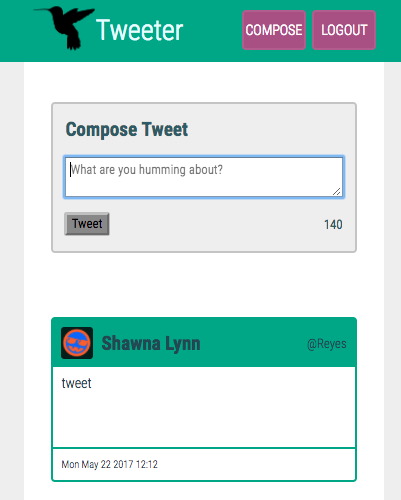 Tweeter
COMPOSE
LOGOUT
Compose Tweet
What are you humming about?
Tweet
140
Shawna Lynn
@Reyes
tweet
Mon May 22 2017 12:12